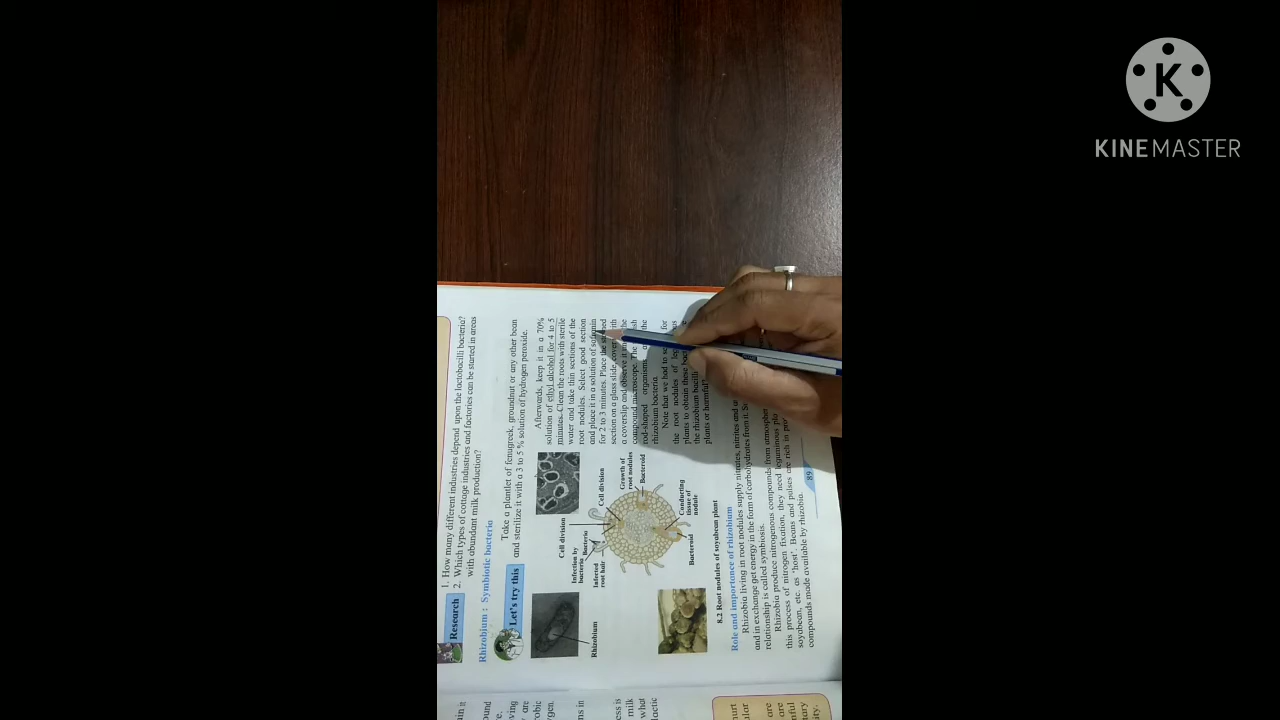 KINEMASTER
Research
1. How many different industries depend upon the lactobacilli bacteria?
2. Which types of cottage industries and factories can be started in areas
with abundant milk production?
Rhizobium : Symbiotic bacteria
Let's try this
Take a plantlet of fenugreek, groundnut or any other bean
and sterilize it with a 3 to 5 % solution of hydrogen peroxide.
Afterwards, keep it in a 70%
solution of ethyl alcohol for 4 to 5
minutes. Clean the roots with sterile
water and take thin sections of the
root nodules. Select good section
and place it in a solution of
for 2 to 3 minutes. Place the
section on a glass slide, cover
a coverslip and observe it
compound microscope. The
rod-shaped organisms
rhizobium bacteria.
Note that we had to for
the root nodules of
plants to obtain these
the rhizobium bacilli
plants or harmful
Rhizobium
Cell division
Infection by
bacteria
Bacteria
Infected
root hair
Cell division
Growth of
root nodules
Bacteroid
Conducting
tissue of
nodule
Bacteroid
8.2 Root nodules of soyabean plant
Role and importance of rhizobium
Rhizobia living in root nodules supply nitrates, nitrites and
and in exchange get energy in the form of carbohydrates from it.
relationship is called symbiosis.
Rhizobia produce nitrogenous compounds from
this process of nitrogen fixation, they need leguminous
soyabean, etc. as 'host'. Beans and pulses are rich in
compounds made available by rhizobia.
89